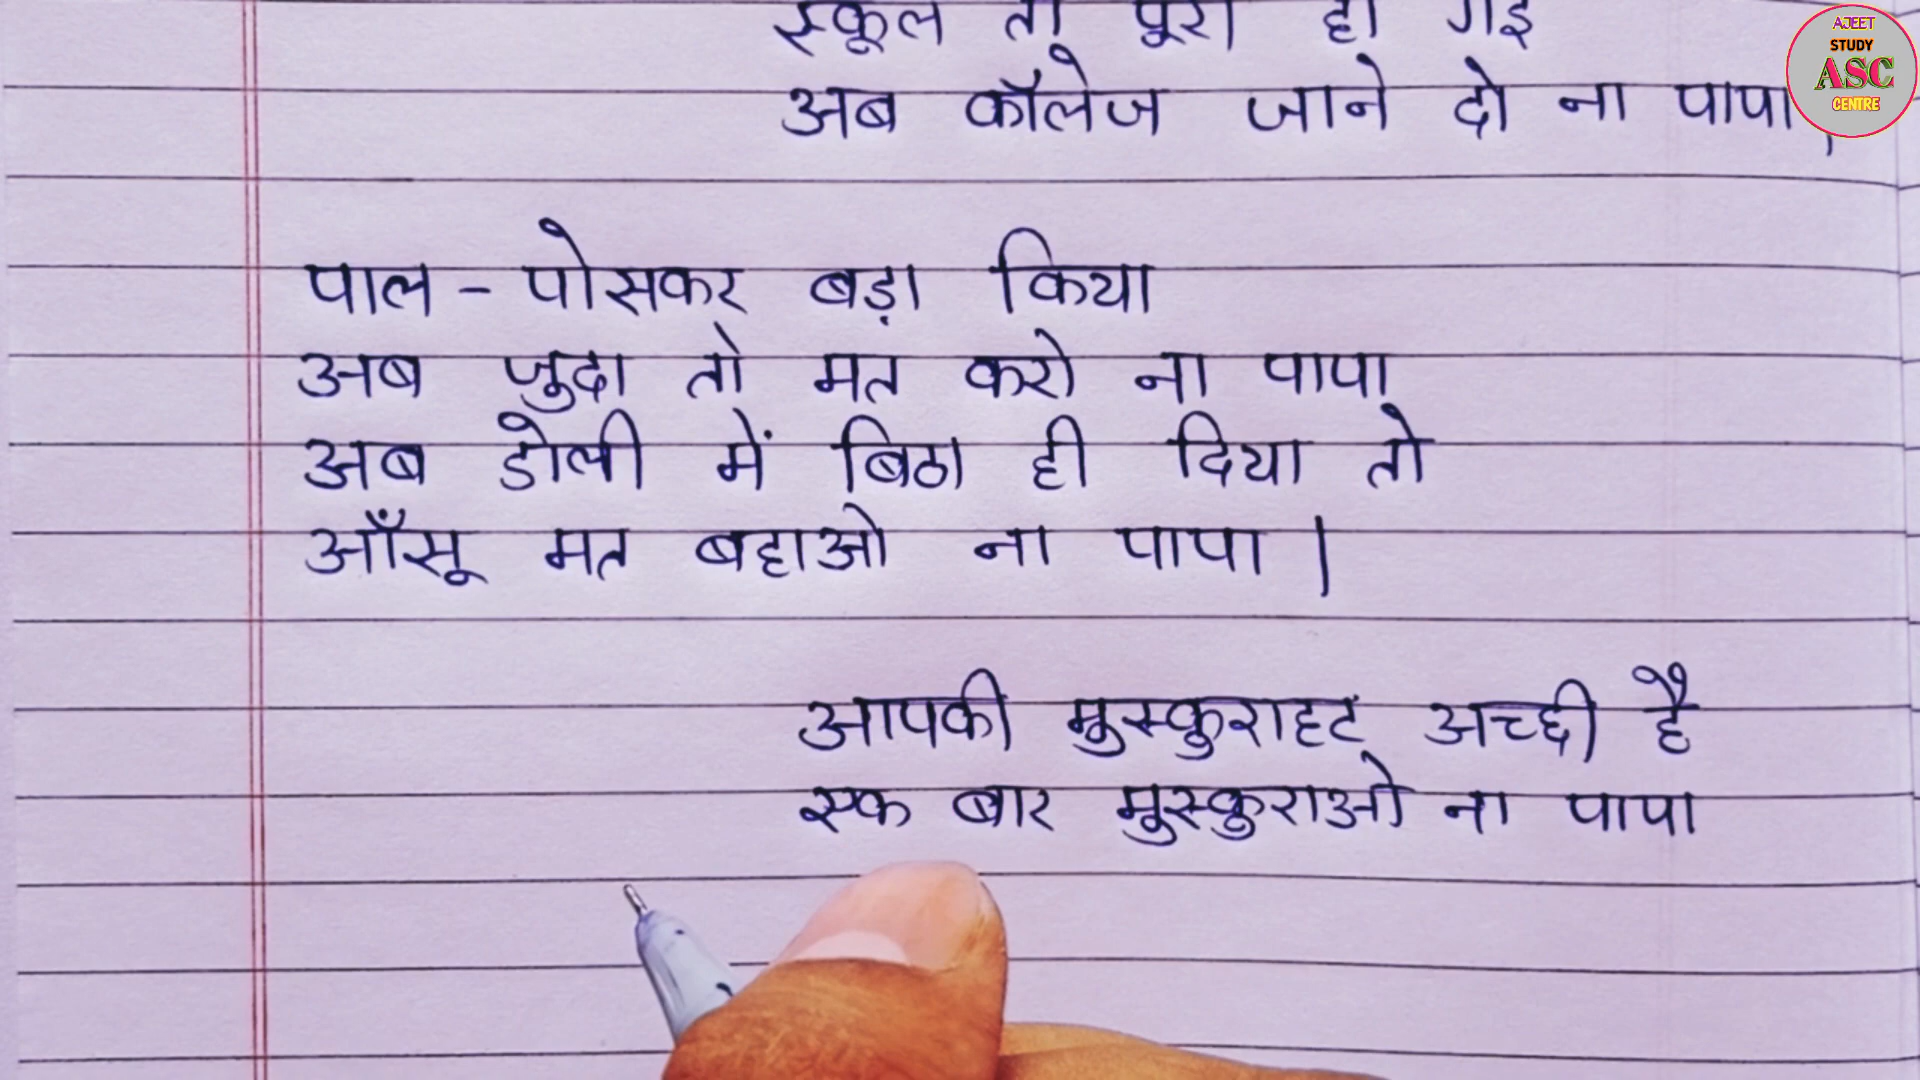 स्कूल तो पूरी हो गई
अब कॉलेज जाने दो ना पापा।
पाल - पोसकर बड़ा किया
अब जुदा तो मत करो ना पापा
अब डोली में बिठा ही दिया तो
आँसू मत बहाओ ना पापा।
आपकी मुस्कुराहट अच्छी है
एक बार मुस्कुराओ ना पापा
AJEET
STUDY
ASC
CENTRE